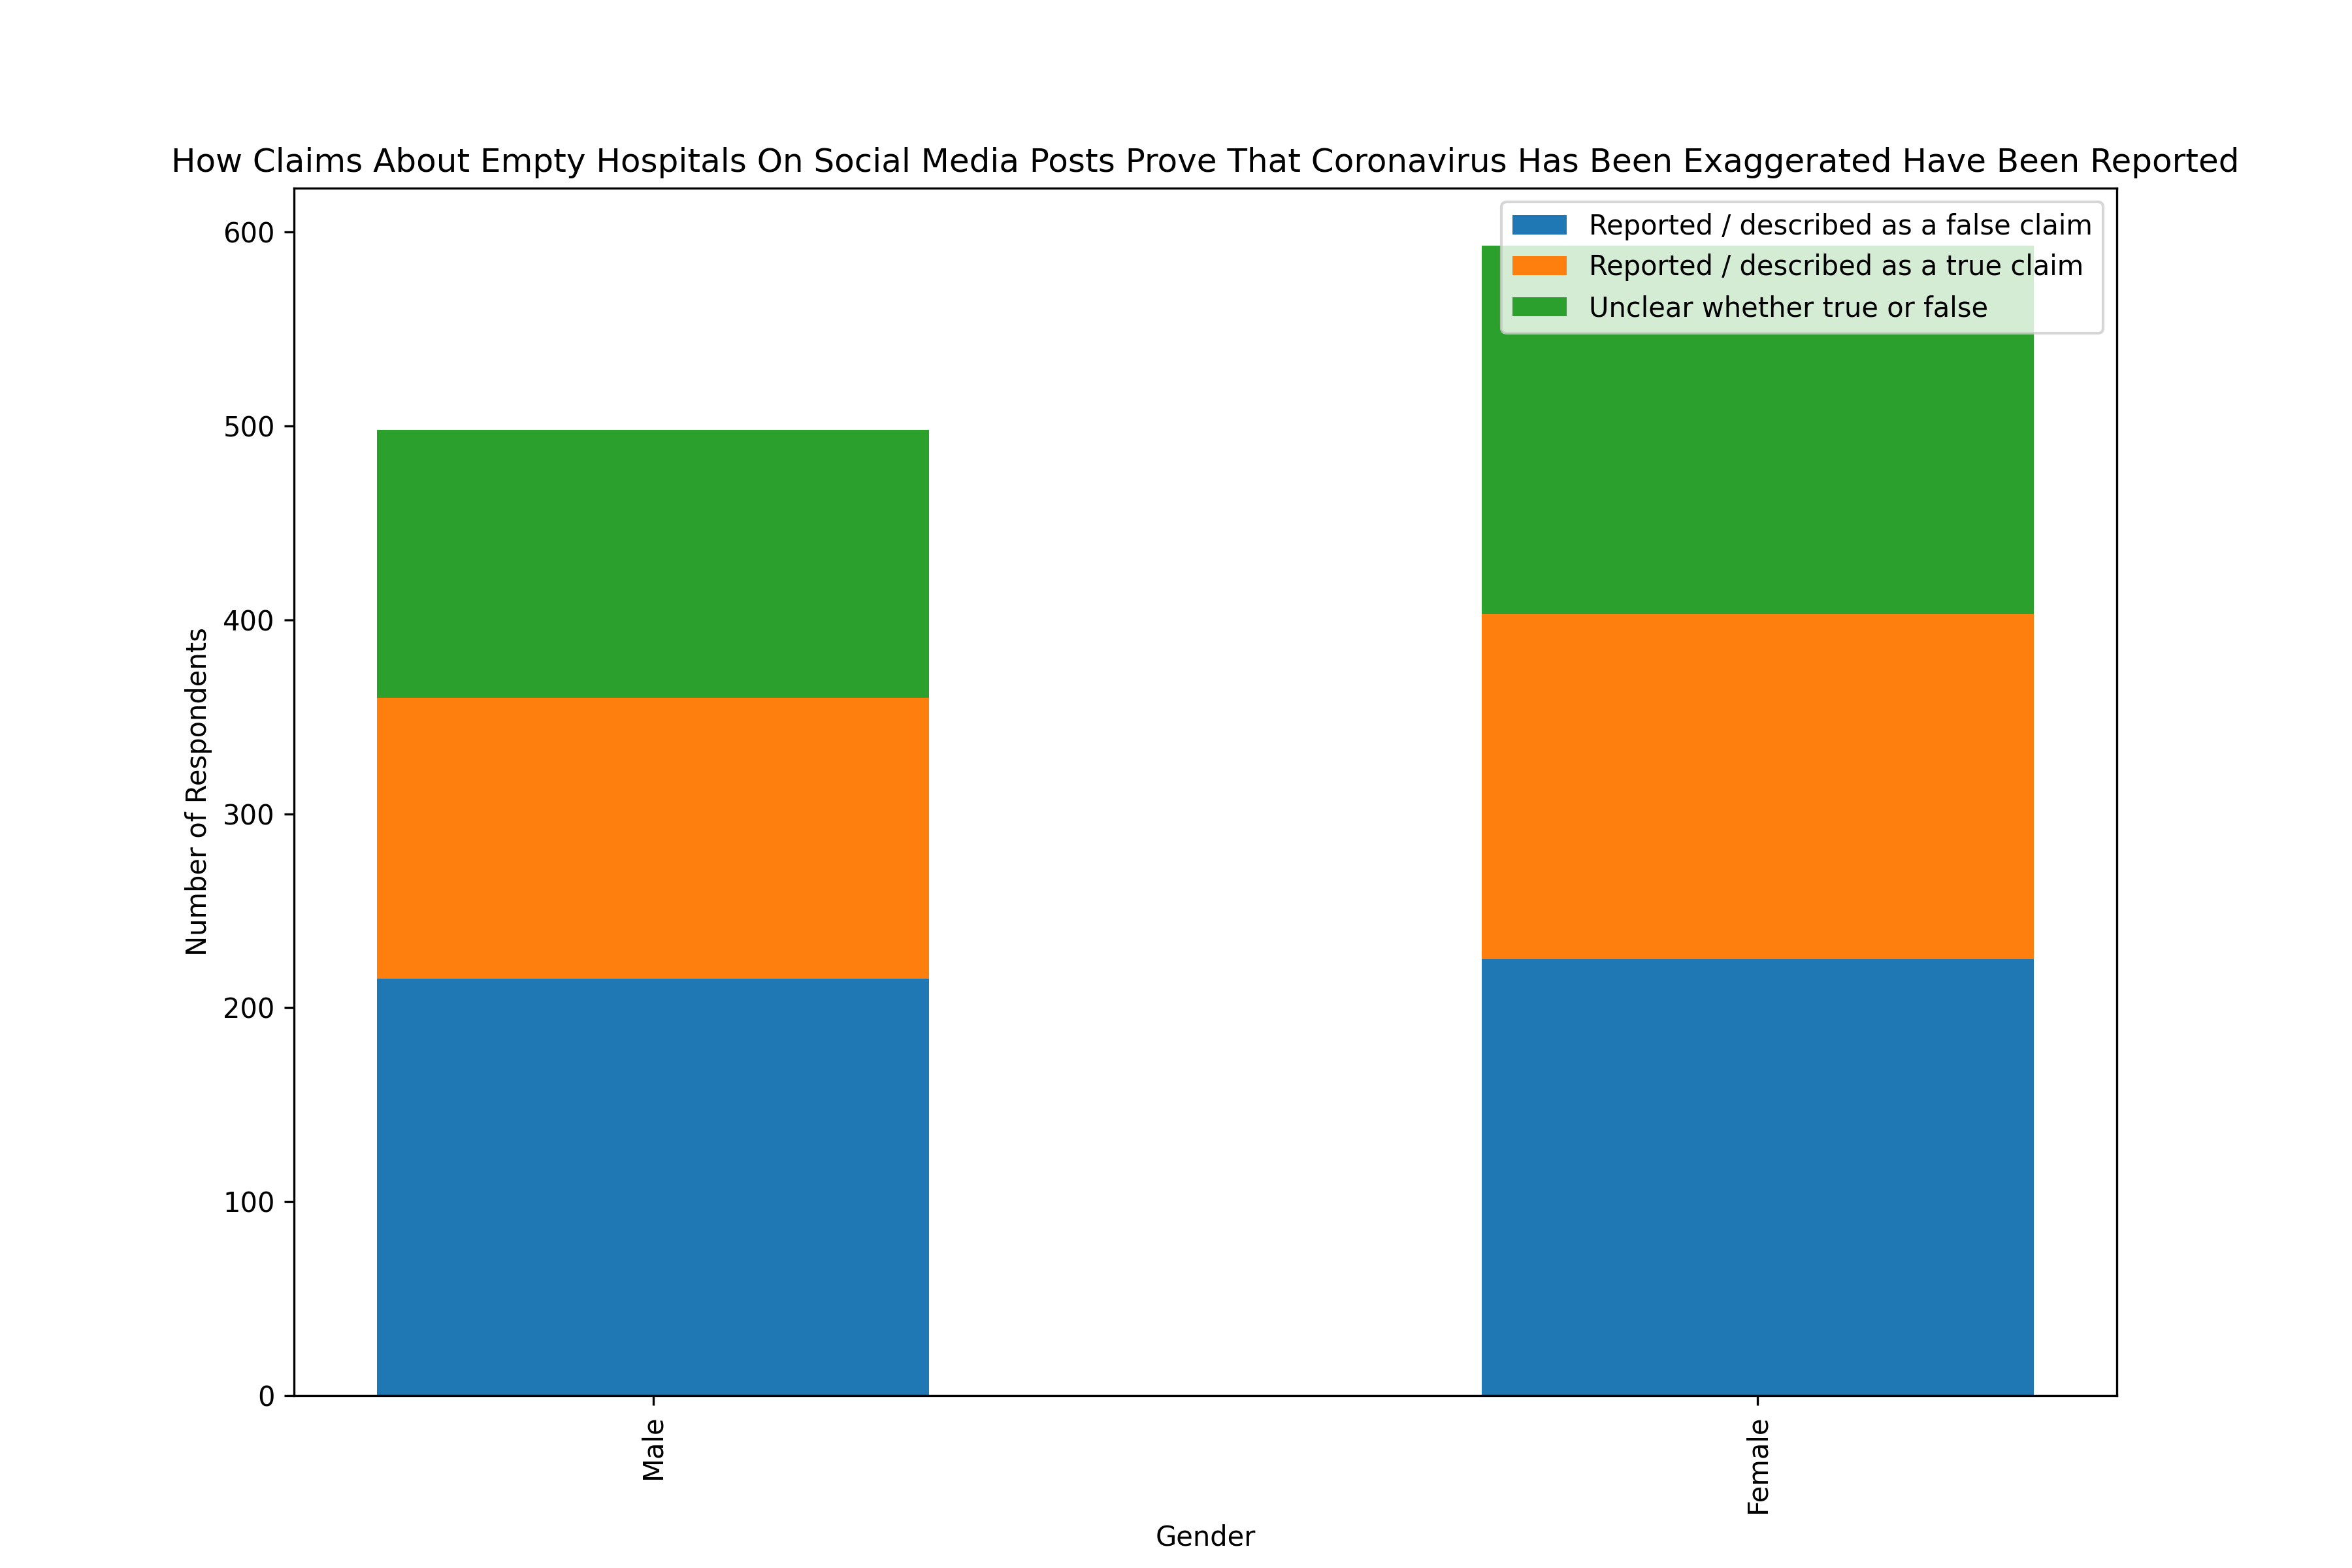 How Claims About Empty Hospitals On Social Media Posts Prove That Coronavirus Has Been Exaggerated Have Been Reported
Reported / described as a false claim
Reported / described as a true claim
Unclear whether true or false
600
500
400
300
200
100
0
Number of Respondents
Male
Female
Gender